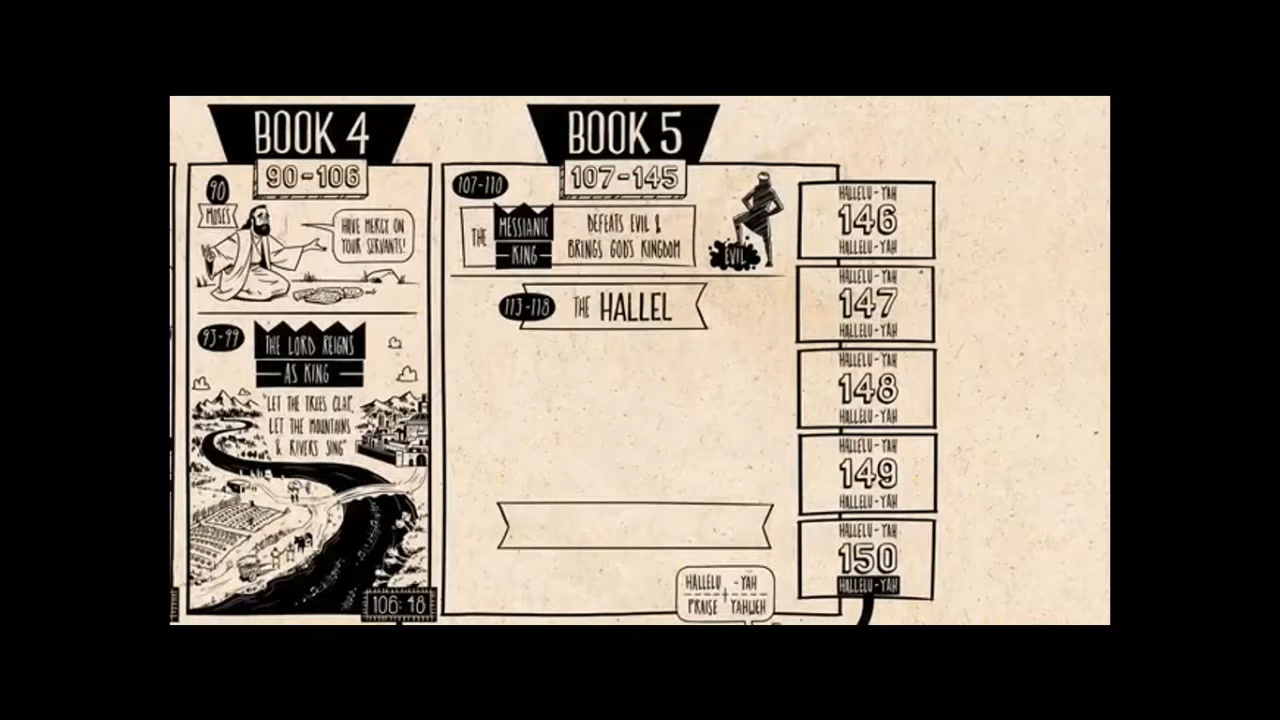 BOOK 4
90-106
90
MOSES
HAVE MERCY ON
YOUR SERVANTS!
93-99
THE LORD REIGNS
AS KING
"LET THE TREES CLAP,
LET THE MOUNTAINS
& RIVERS SING"
106:48
BOOK 5
107-145
107-110
THE MESSIANIC
KING
DEFEATS EVIL &
BRINGS GOD'S KINGDOM
EVIL
113-118
THE HALLEL
HALLELU-YAH
PRAISE YAHWEH
HALLELU-YAH
146
HALLELU-YAH
HALLELU-YAH
147
HALLELU-YAH
HALLELU-YAH
148
HALLELU-YAH
HALLELU-YAH
149
HALLELU-YAH
HALLELU-YAH
150
HALLELU-YAH